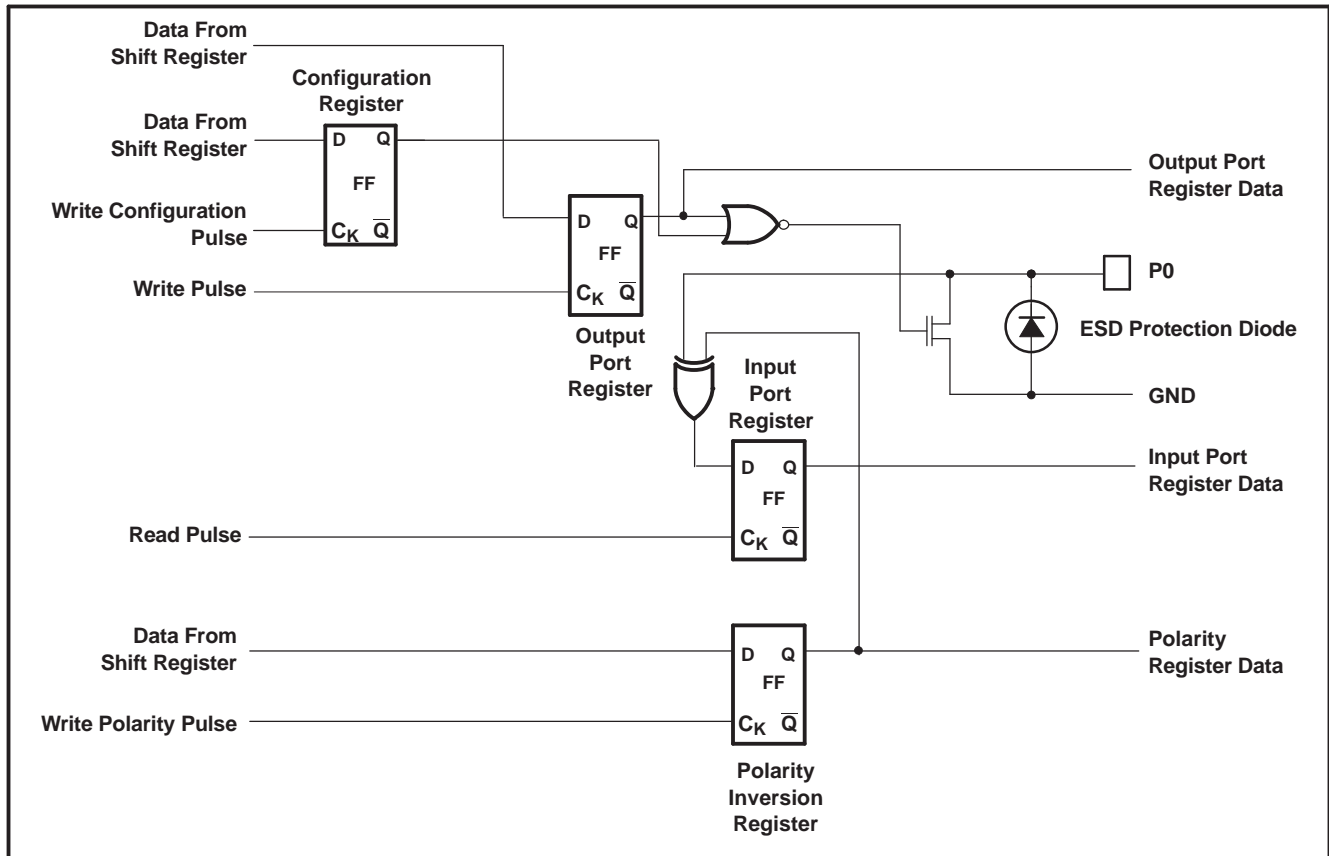 Data From
Shift Register
Configuration
Register
Data From
Shift Register
D Q
FF
CK Q
Write Configuration
Pulse
Output Port
Register Data
D Q
FF
CK Q
Write Pulse
P0
ESD Protection Diode
Output
Port
Register
Input
Port
Register
GND
D Q
FF
CK Q
Input Port
Register Data
Read Pulse
Data From
Shift Register
D Q
FF
CK Q
Polarity
Register Data
Write Polarity Pulse
Polarity
Inversion
Register